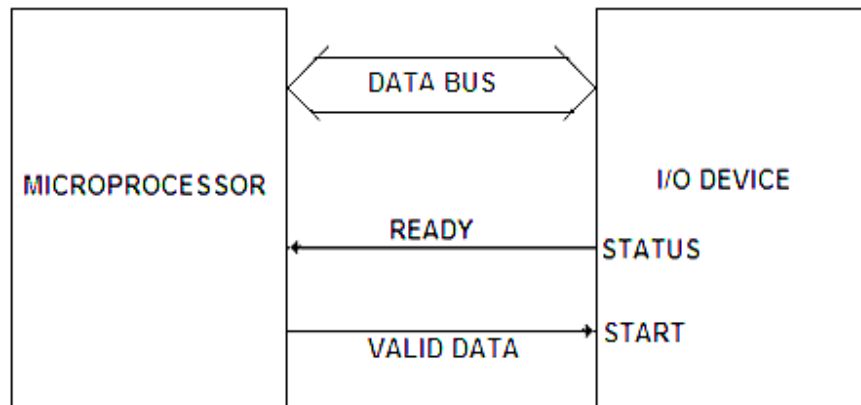 DATA BUS
MICROPROCESSOR
I/O DEVICE
READY
STATUS
START
VALID DATA